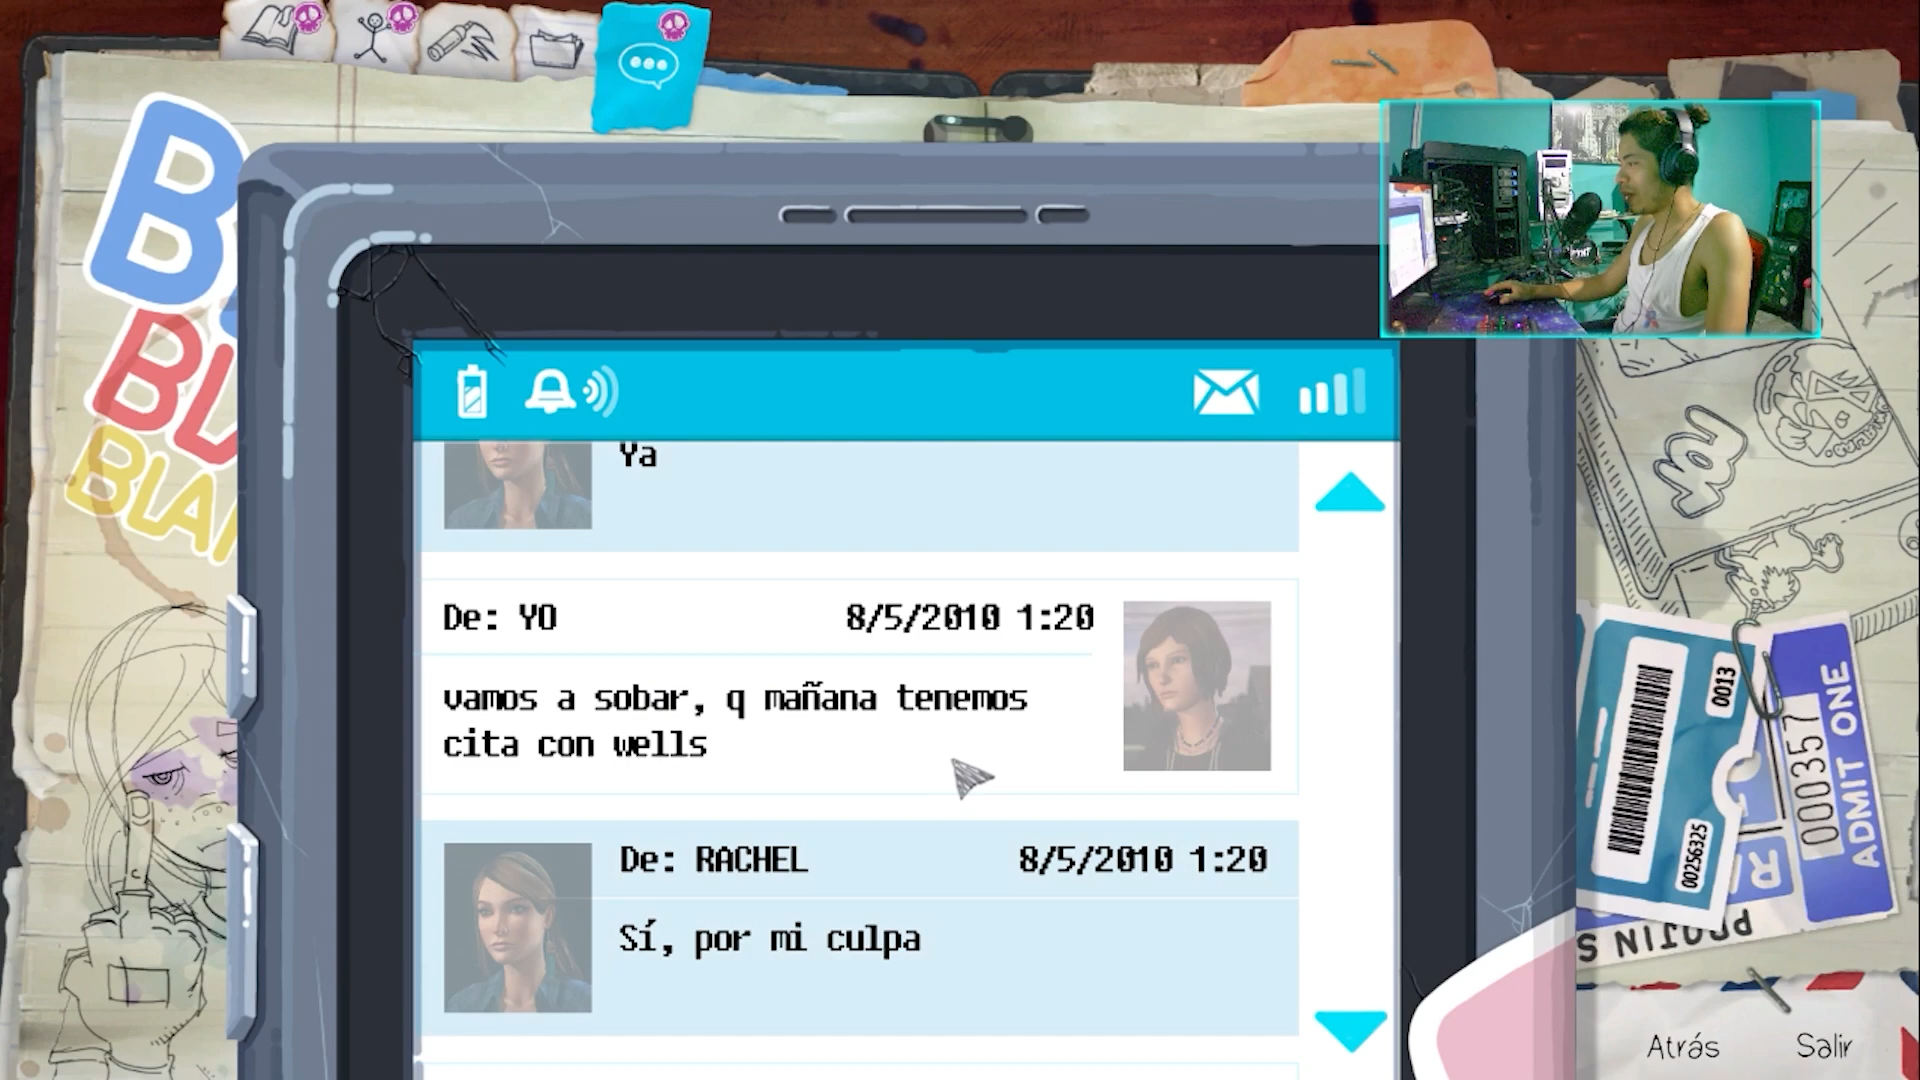 BLAH
Ya
De: YO 8/5/2010 1:20
vamos a sobar, q mañana tenemos
cita con wells
De: RACHEL 8/5/2010 1:20
Sí, por mi culpa
0013
00256325
000357
ADMIT ONE
Atrás Salir